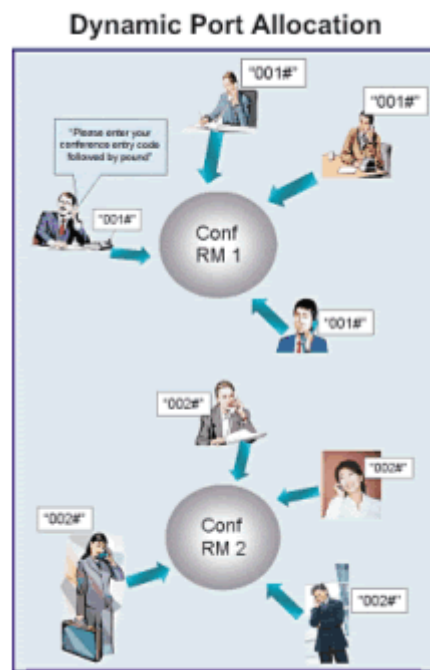 Dynamic Port Allocation
"001#"
"001#"
"Please enter your
conference entry code
followed by pound"
"001#"
Conf
RM 1
"001#"
"002#"
"002#"
"002#"
Conf
RM 2
"002#"